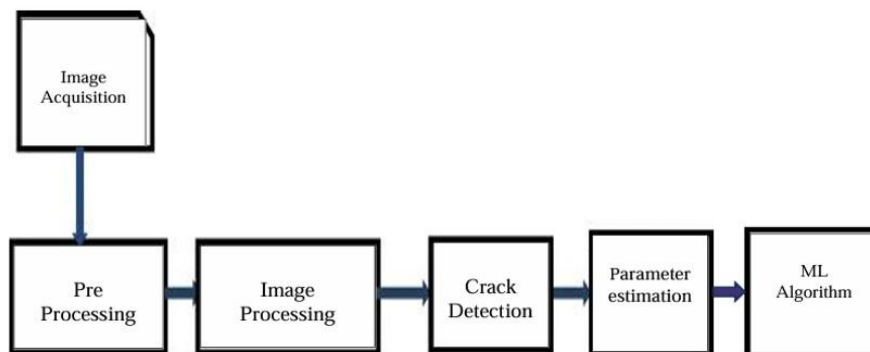 Image
Acquisition
Pre
Processing
Image
Processing
Crack
Detection
Parameter
estimation
ML
Algorithm